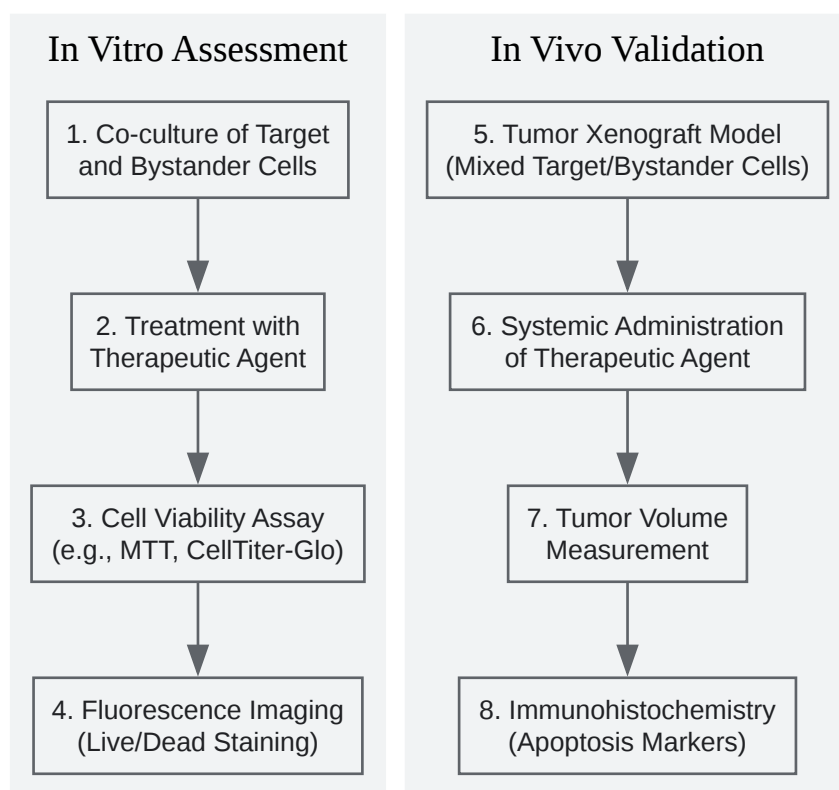 In Vitro Assessment
1. Co-culture of Target
and Bystander Cells
2. Treatment with
Therapeutic Agent
3. Cell Viability Assay
(e.g., MTT, CellTiter-Glo)
4. Fluorescence Imaging
(Live/Dead Staining)
In Vivo Validation
5. Tumor Xenograft Model
(Mixed Target/Bystander Cells)
6. Systemic Administration
of Therapeutic Agent
7. Tumor Volume
Measurement
8. Immunohistochemistry
(Apoptosis Markers)